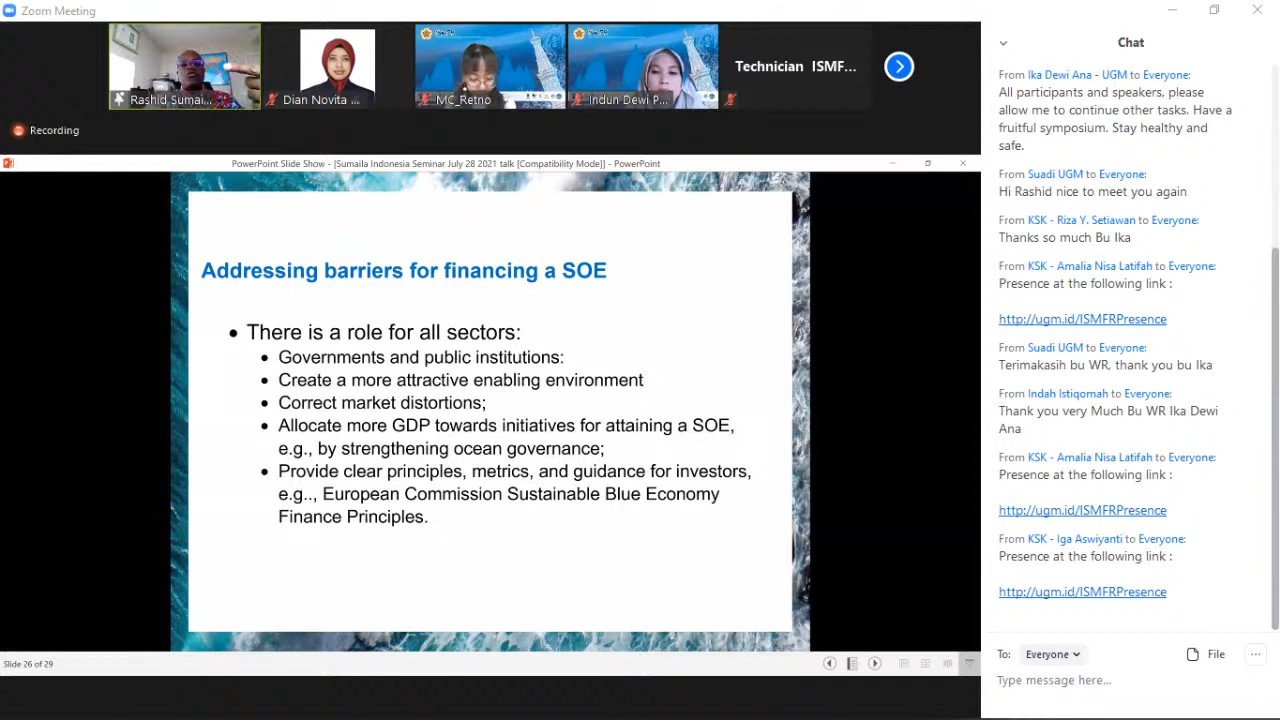 Zoom Meeting
Rashid Sumai...
Dian Novita ...
MC_Retno
Indun Dewi P...
Technician ISMF...
Recording
PowerPoint Slide Show - [Sumaila Indonesia Seminar July 28 2021 talk [Compatibility Mode]] - PowerPoint
Addressing barriers for financing a SOE
• There is a role for all sectors:
• Governments and public institutions:
• Create a more attractive enabling environment
• Correct market distortions;
• Allocate more GDP towards initiatives for attaining a SOE,
e.g., by strengthening ocean governance;
• Provide clear principles, metrics, and guidance for investors,
e.g.., European Commission Sustainable Blue Economy
Finance Principles.
Slide 26 of 29
Chat
From Ika Dewi Ana - UGM to Everyone:
All participants and speakers, please
allow me to continue other tasks. Have a
fruitful symposium. Stay healthy and
safe.
From Suadi UGM to Everyone:
Hi Rashid nice to meet you again
From KSK - Riza Y. Setiawan to Everyone:
Thanks so much Bu Ika
From KSK - Amalia Nisa Latifah to Everyone:
Presence at the following link :
http://ugm.id/ISMFRPresence
From Suadi UGM to Everyone:
Terimakasih bu WR, thank you bu Ika
From Indah Istiqomah to Everyone:
Thank you very Much Bu WR Ika Dewi
Ana
From KSK - Amalia Nisa Latifah to Everyone:
Presence at the following link :
http://ugm.id/ISMFRPresence
From KSK - Iga Aswiyanti to Everyone:
Presence at the following link :
http://ugm.id/ISMFRPresence
To: Everyone
File
Type message here...